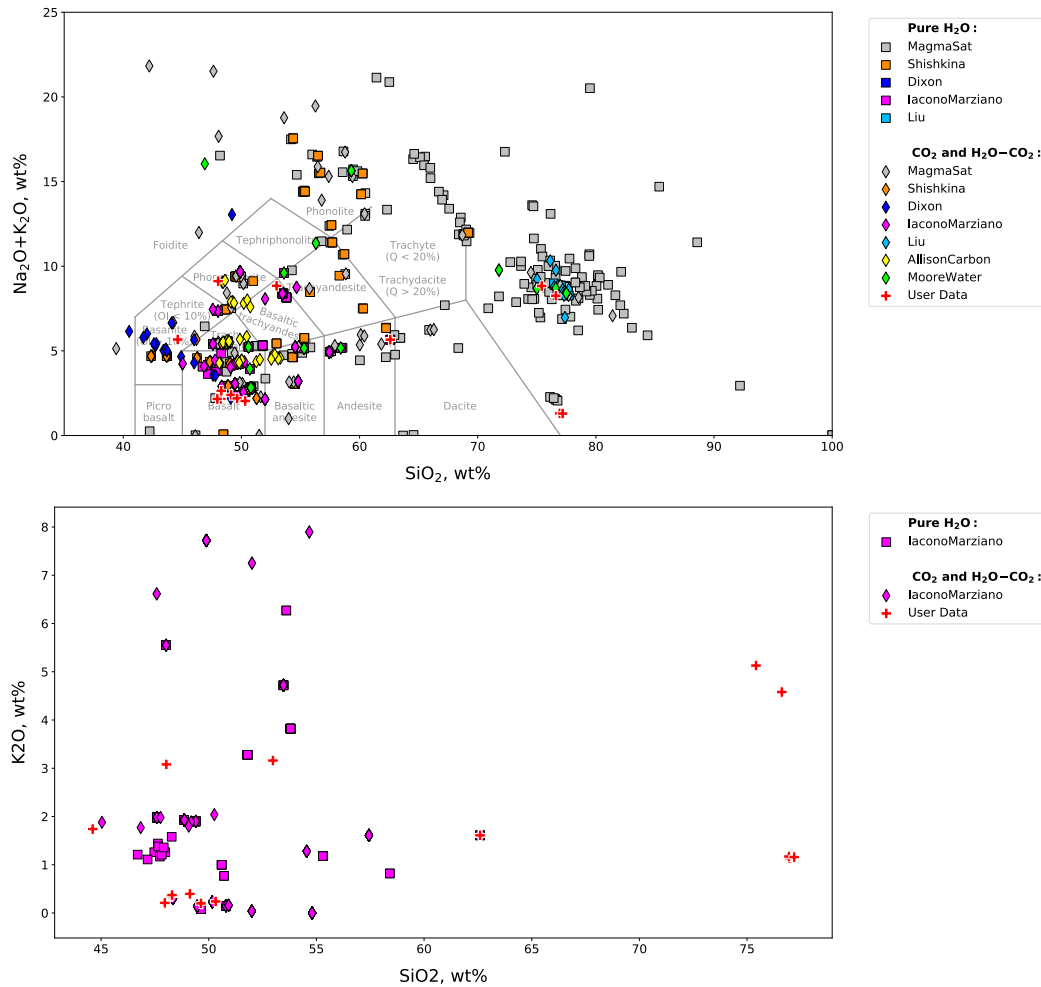 25
20
15
10
5
0
Na₂O+K₂O, wt%
40
50
60
70
80
90
100
SiO₂, wt%
Phonolite
Foidite
Tephriphonolite
Trachyte
(Q < 20%)
Trachydacite
(Q > 20%)
Tephrite
(Ol < 10%)
Basanite
Basaltic
trachyandesite
Picro
basalt
Basalt
Basaltic
andesite
Andesite
Dacite
Pure H₂O:
MagmaSat
Shishkina
Dixon
IaconoMarziano
Liu
CO₂ and H₂O−CO₂:
MagmaSat
Shishkina
Dixon
IaconoMarziano
Liu
AllisonCarbon
MooreWater
User Data
8
7
6
5
4
3
2
1
0
K2O, wt%
45
50
55
60
65
70
75
SiO2, wt%
Pure H₂O:
IaconoMarziano
CO₂ and H₂O−CO₂:
IaconoMarziano
User Data